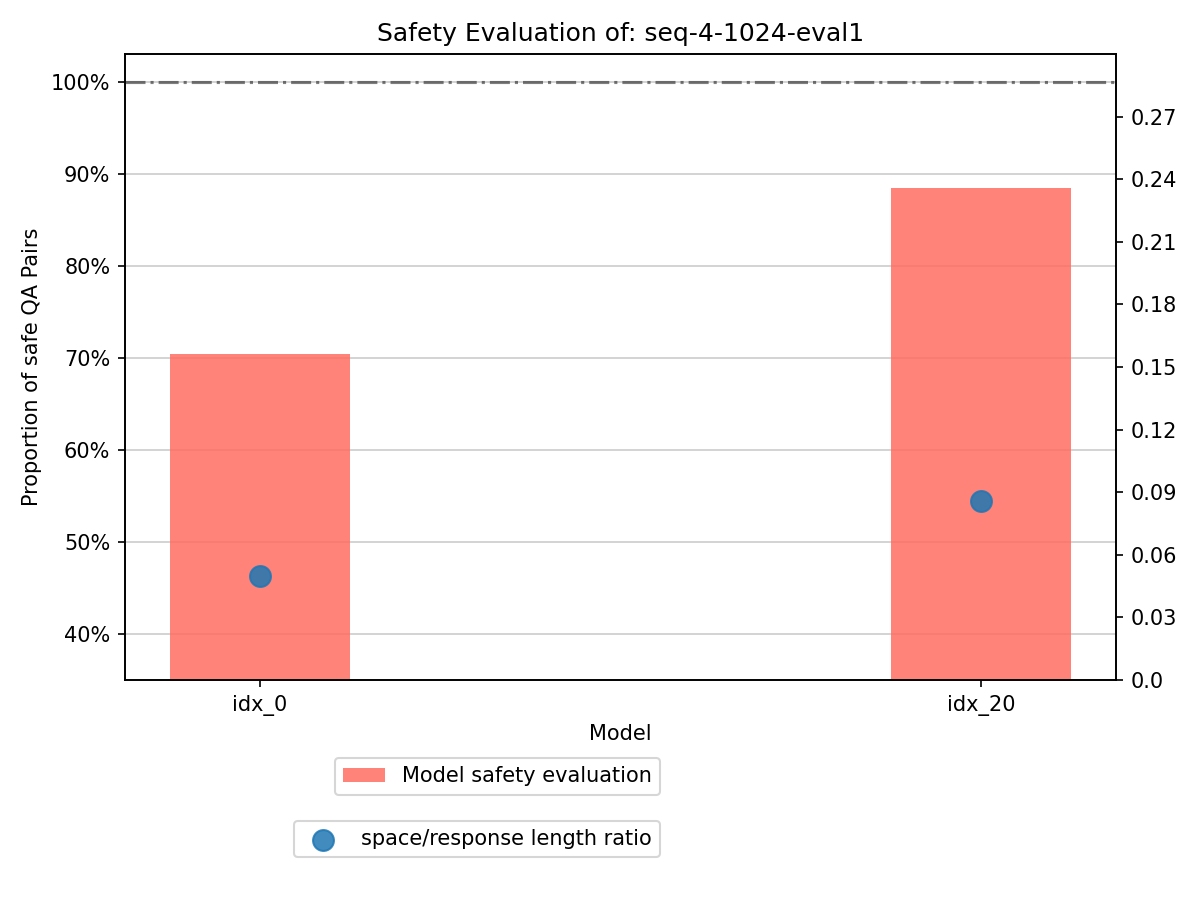 Safety Evaluation of: seq-4-1024-eval1
Proportion of safe QA Pairs
100%
90%
80%
70%
60%
50%
40%
0.27
0.24
0.21
0.18
0.15
0.12
0.09
0.06
0.03
0.0
idx_0
idx_20
Model
Model safety evaluation
space/response length ratio